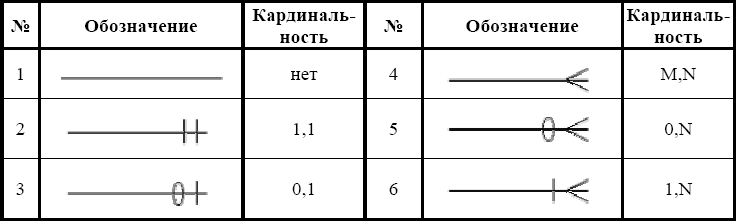 № Обозначение Кардиналь-ность № Обозначение Кардиналь-ность
1 нет 4 M,N
2 1,1 5 0,N
3 0,1 6 1,N